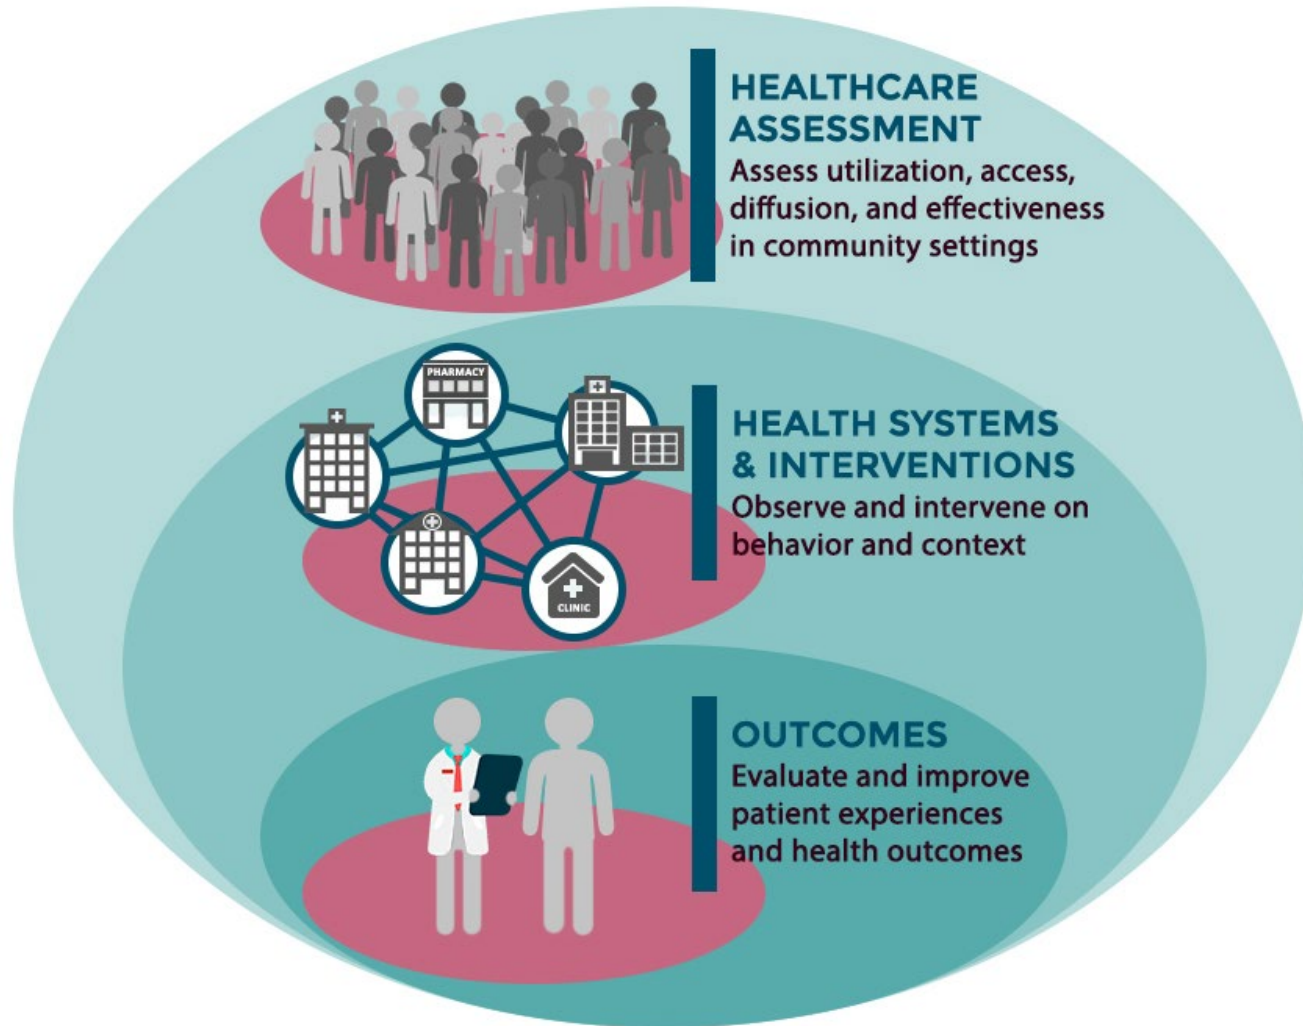 HEALTHCARE
ASSESSMENT
Assess utilization, access,
diffusion, and effectiveness
in community settings
PHARMACY
HEALTH SYSTEMS
& INTERVENTIONS
Observe and intervene on
behavior and context
CLINIC
OUTCOMES
Evaluate and improve
patient experiences
and health outcomes